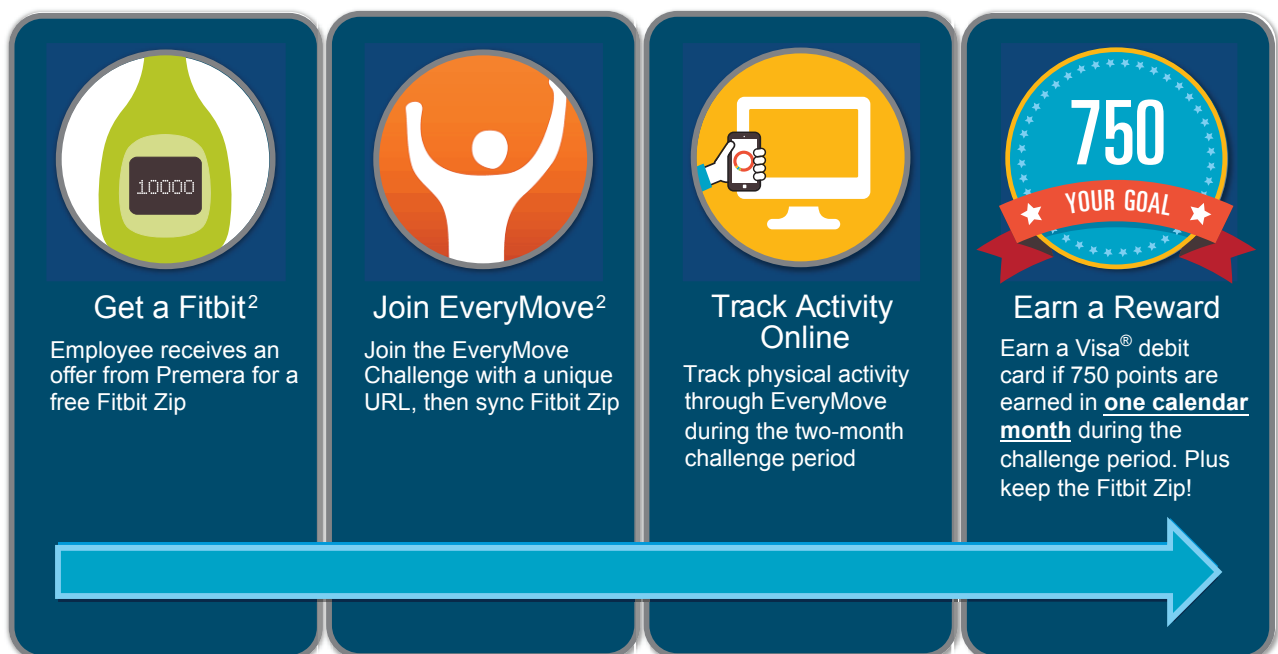 10000
Get a Fitbit²
Employee receives an
offer from Premera for a
free Fitbit Zip
Join EveryMove²
Join the EveryMove
Challenge with a unique
URL, then sync Fitbit Zip
Track Activity
Online
Track physical activity
through EveryMove
during the two-month
challenge period
750
YOUR GOAL
Earn a Reward
Earn a Visa® debit
card if 750 points are
earned in one calendar
month during the
challenge period. Plus
keep the Fitbit Zip!